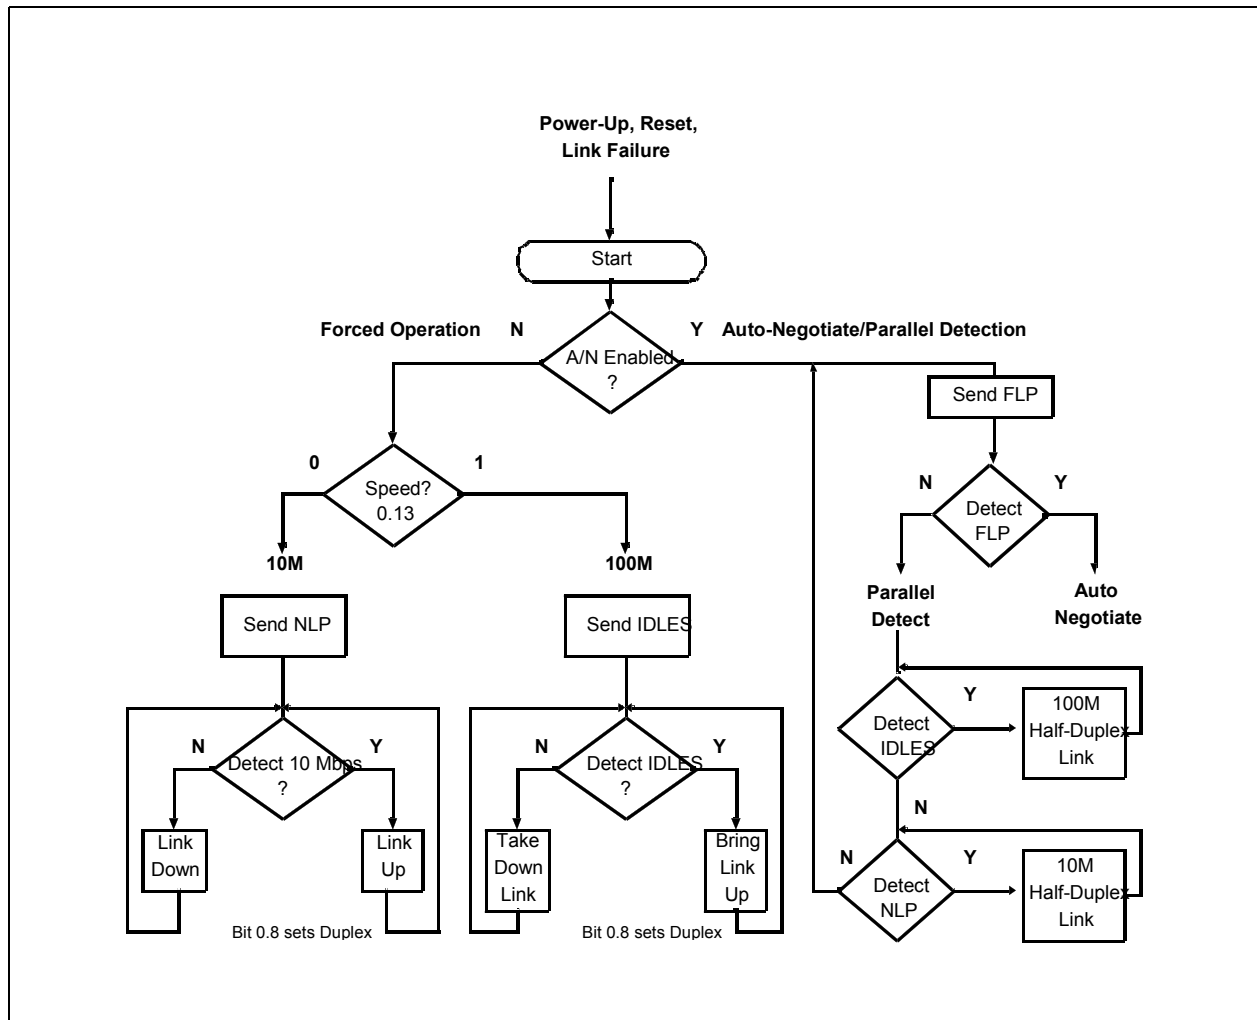 Power-Up, Reset,
Link Failure
Start
Forced Operation N
Y Auto-Negotiate/Parallel Detection
A/N Enabled
?
Send FLP
0
1
Speed?
0.13
N
Y
Detect
FLP
10M
100M
Parallel
Detect
Auto
Negotiate
Send NLP
Send IDLES
N
Y
Detect 10 Mbps
?
N
Y
Detect IDLES
?
Y
Detect
IDLES
100M
Half-Duplex
Link
N
Link
Down
Link
Up
Take
Down
Link
Bring
Link
Up
N
Y
Detect
NLP
10M
Half-Duplex
Link
Bit 0.8 sets Duplex
Bit 0.8 sets Duplex